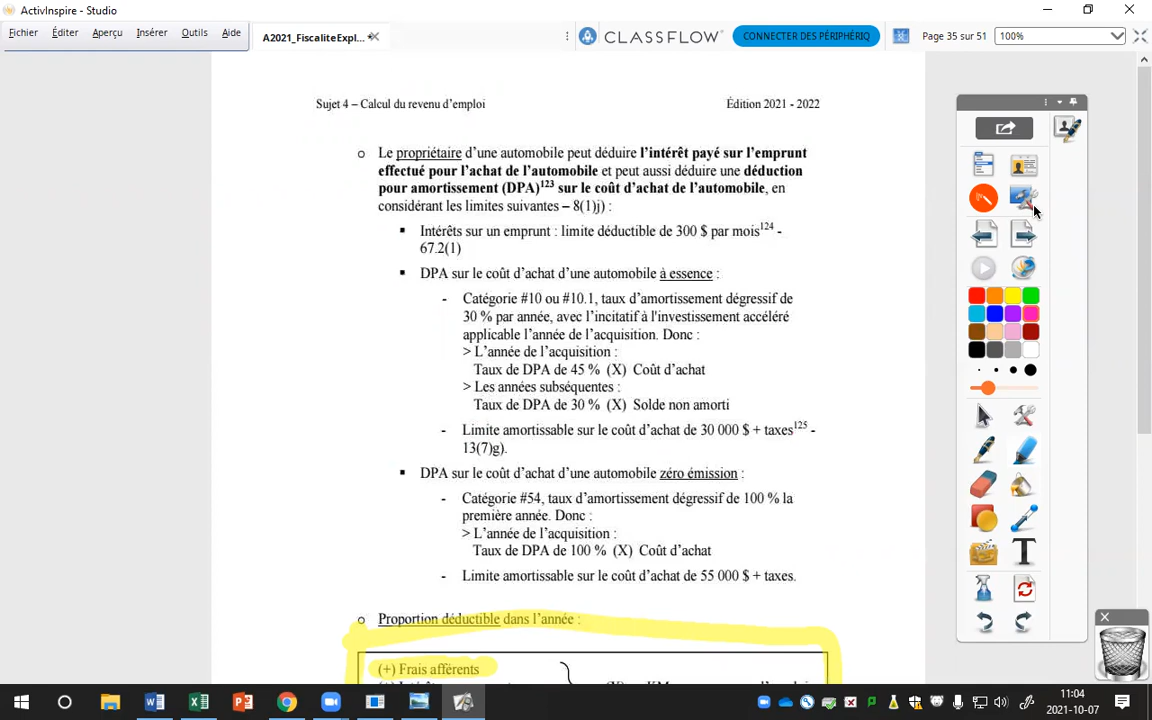 ActivInspire - Studio
Fichier Éditer Aperçu Insérer Outils Aide
A2021_FiscaliteExpl...
CLASSFLOW
CONNECTER DES PÉRIPHÉRIQ
Page 35 sur 51
100%
Sujet 4 – Calcul du revenu d’emploi Édition 2021 - 2022
o Le propriétaire d’une automobile peut déduire l’intérêt payé sur l’emprunt
effectué pour l’achat de l’automobile et peut aussi déduire une déduction
pour amortissement (DPA)123 sur le coût d’achat de l’automobile, en
considérant les limites suivantes – 8(1)j) :
▪ Intérêts sur un emprunt : limite déductible de 300 $ par mois124 -
67.2(1)
▪ DPA sur le coût d’achat d’une automobile à essence :
- Catégorie #10 ou #10.1, taux d’amortissement dégressif de
30 % par année, avec l’incitatif à l'investissement accéléré
applicable l’année de l’acquisition. Donc :
> L’année de l’acquisition :
Taux de DPA de 45 % (X) Coût d’achat
> Les années subséquentes :
Taux de DPA de 30 % (X) Solde non amorti
- Limite amortissable sur le coût d’achat de 30 000 $ + taxes125 -
13(7)g).
▪ DPA sur le coût d’achat d’une automobile zéro émission :
- Catégorie #54, taux d’amortissement dégressif de 100 % la
première année. Donc :
> L’année de l’acquisition :
Taux de DPA de 100 % (X) Coût d’achat
- Limite amortissable sur le coût d’achat de 55 000 $ + taxes.
o Proportion déductible dans l’année :
(+) Frais afférents
11:04
2021-10-07